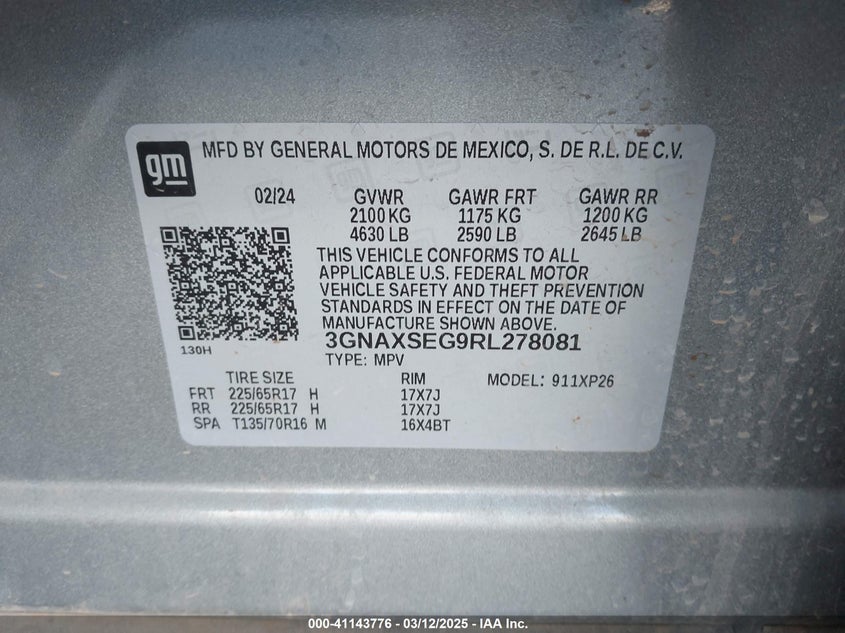 gm
MFD BY GENERAL MOTORS DE MEXICO, S. DE R.L. DE C.V.
02/24 GVWR GAWR FRT GAWR RR
2100 KG 1175 KG 1200 KG
4630 LB 2590 LB 2645 LB
THIS VEHICLE CONFORMS TO ALL
APPLICABLE U.S. FEDERAL MOTOR
VEHICLE SAFETY AND THEFT PREVENTION
STANDARDS IN EFFECT ON THE DATE OF
MANUFACTURE SHOWN ABOVE.
130H
3GNAXSEG9RL278081
TYPE: MPV
TIRE SIZE RIM MODEL: 911XP26
FRT 225/65R17 H 17X7J
RR 225/65R17 H 17X7J
SPA T135/70R16 M 16X4BT
000-41143776 - 03/12/2025 - IAA Inc.